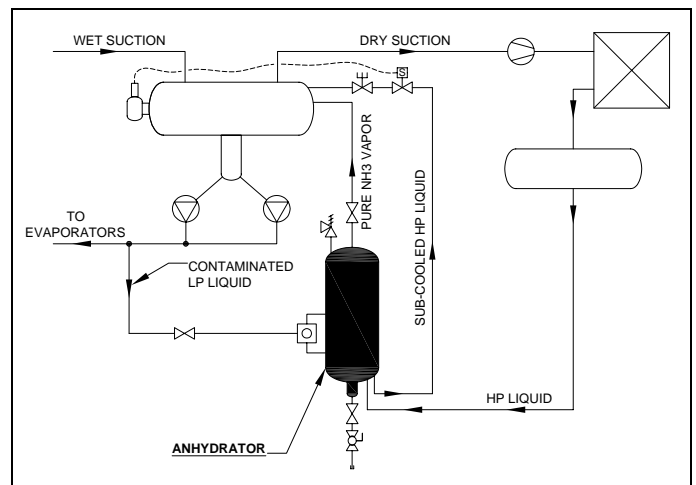 WET SUCTION
DRY SUCTION
S
PURE NH3 VAPOR
SUB-COOLED HP LIQUID
TO
EVAPORATORS
CONTAMINATED
LP LIQUID
HP LIQUID
ANHYDRATOR